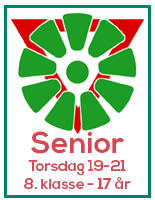 Senior
Torsdag 19-21
8. klasse - 17 år